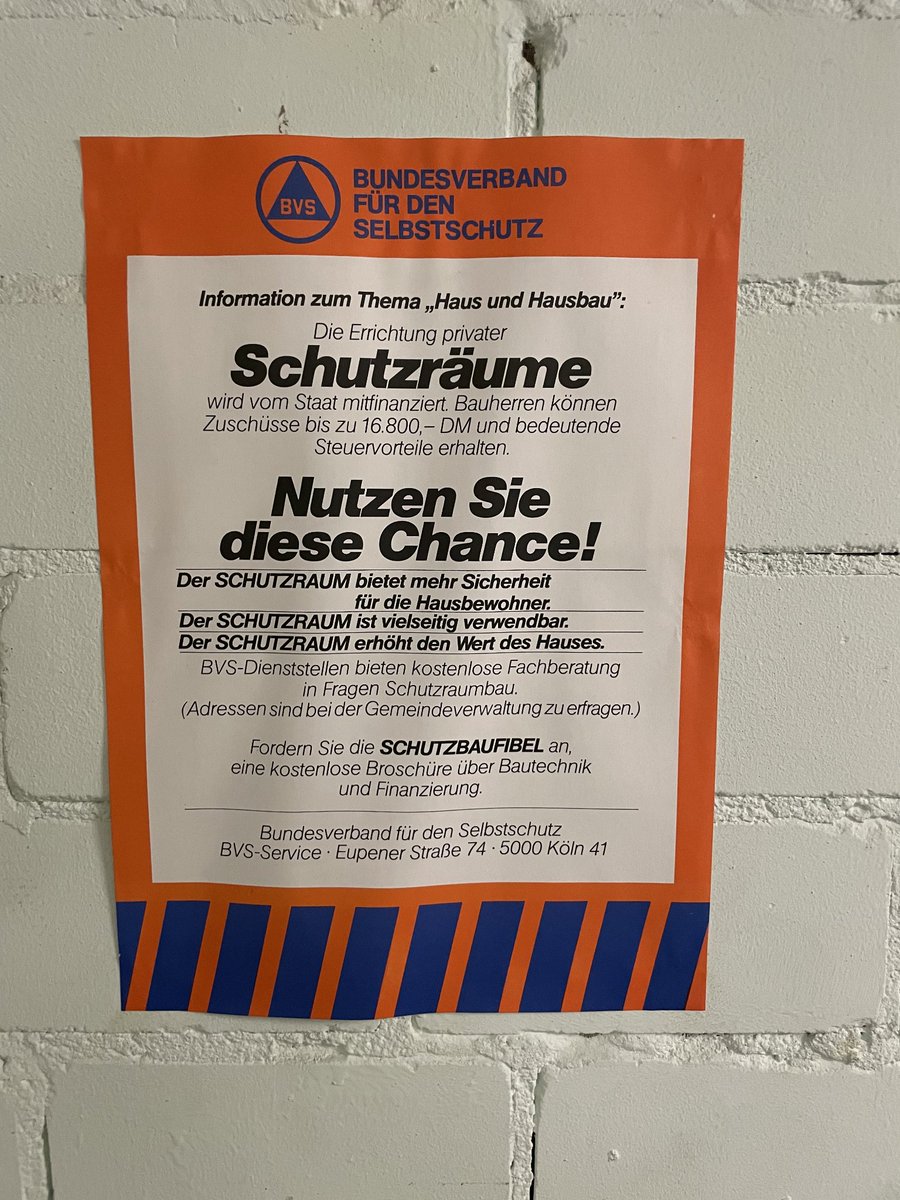 BVS
BUNDESVERBAND
FÜR DEN
SELBSTSCHUTZ
Information zum Thema „Haus und Hausbau”:
Die Errichtung privater
Schutzräume
wird vom Staat mitfinanziert. Bauherren können
Zuschüsse bis zu 16.800,– DM und bedeutende
Steuervorteile erhalten.
Nutzen Sie
diese Chance!
Der SCHUTZRAUM bietet mehr Sicherheit
für die Hausbewohner.
Der SCHUTZRAUM ist vielseitig verwendbar.
Der SCHUTZRAUM erhöht den Wert des Hauses.
BVS-Dienststellen bieten kostenlose Fachberatung
in Fragen Schutzraumbau.
(Adressen sind bei der Gemeindeverwaltung zu erfragen.)
Fordern Sie die SCHUTZBAUFIBEL an,
eine kostenlose Broschüre über Bautechnik
und Finanzierung.
Bundesverband für den Selbstschutz
BVS-Service · Eupener Straße 74 · 5000 Köln 41